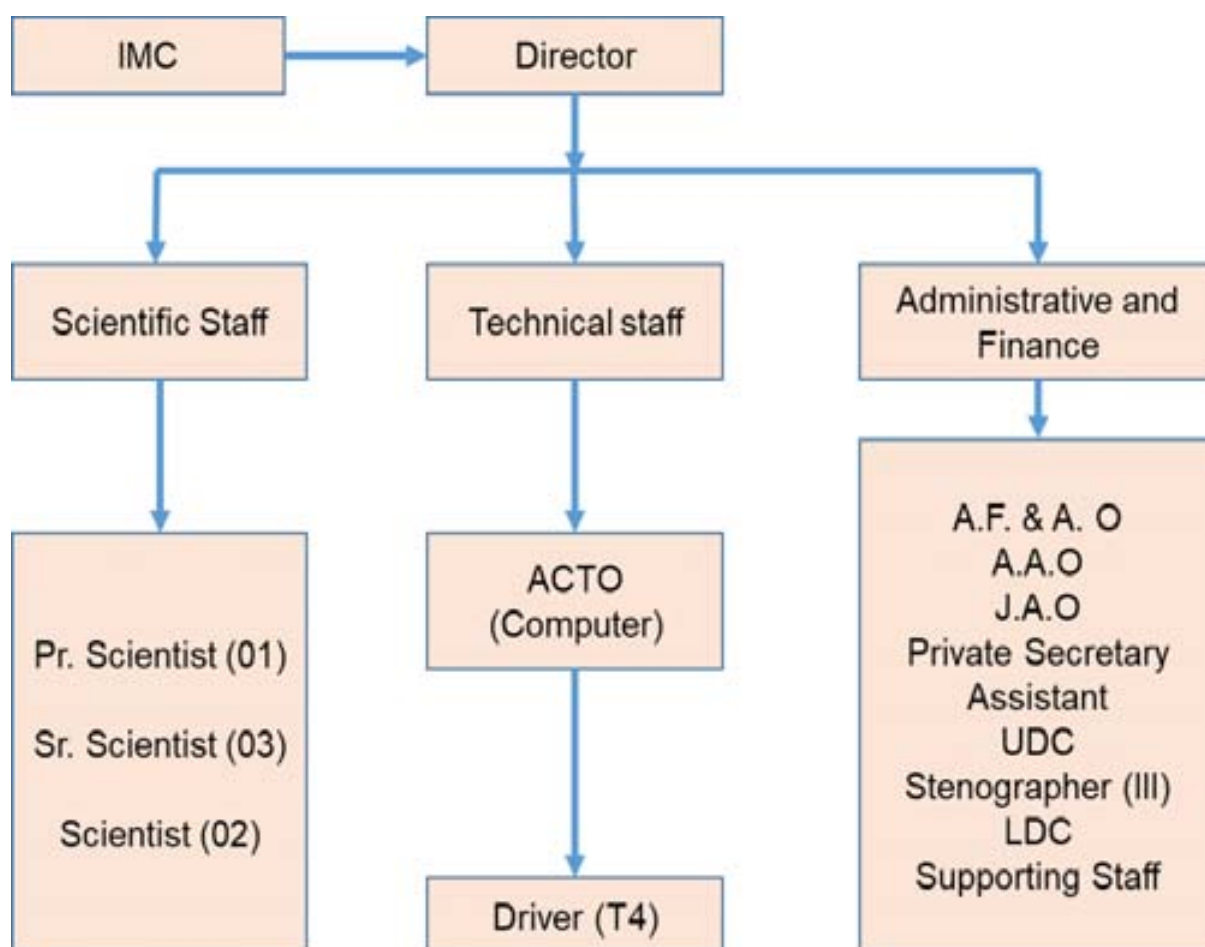 IMC
Director
Scientific Staff
Technical staff
Administrative and
Finance
Pr. Scientist (01)
Sr. Scientist (03)
Scientist (02)
ACTO
(Computer)
Driver (T4)
A.F. & A. O
A.A.O
J.A.O
Private Secretary
Assistant
UDC
Stenographer (III)
LDC
Supporting Staff